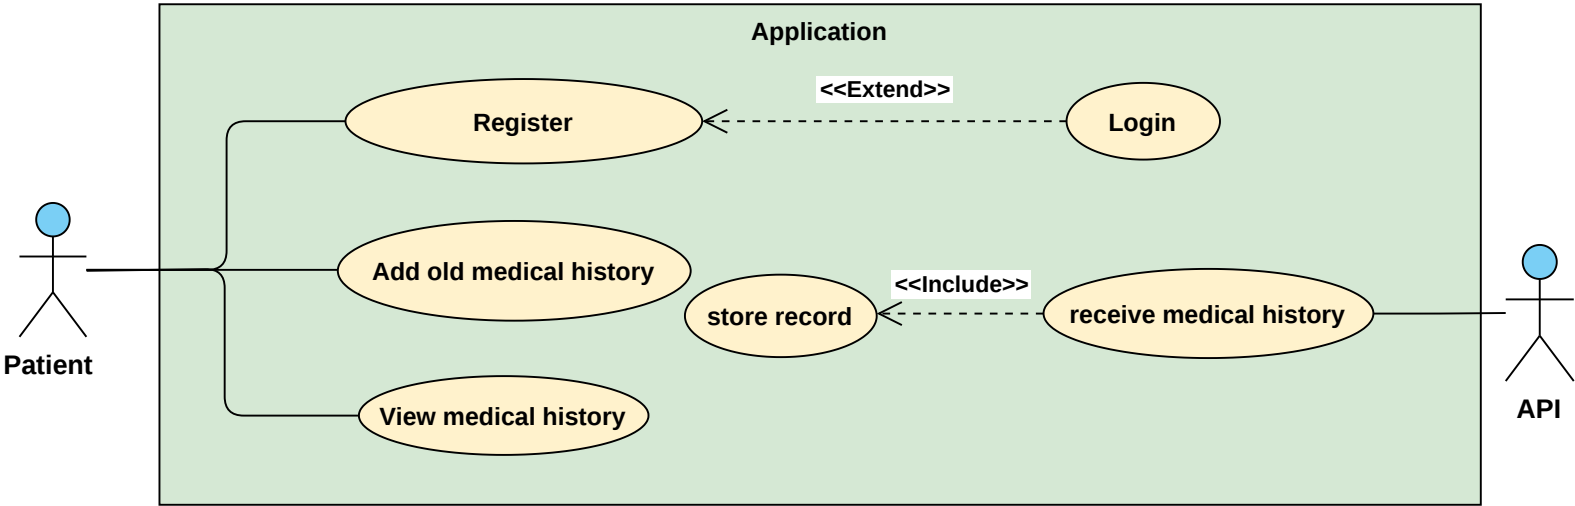 Application
<<Extend>>
Register
Login
Add old medical history
<<Include>>
store record
receive medical history
Patient
View medical history
API